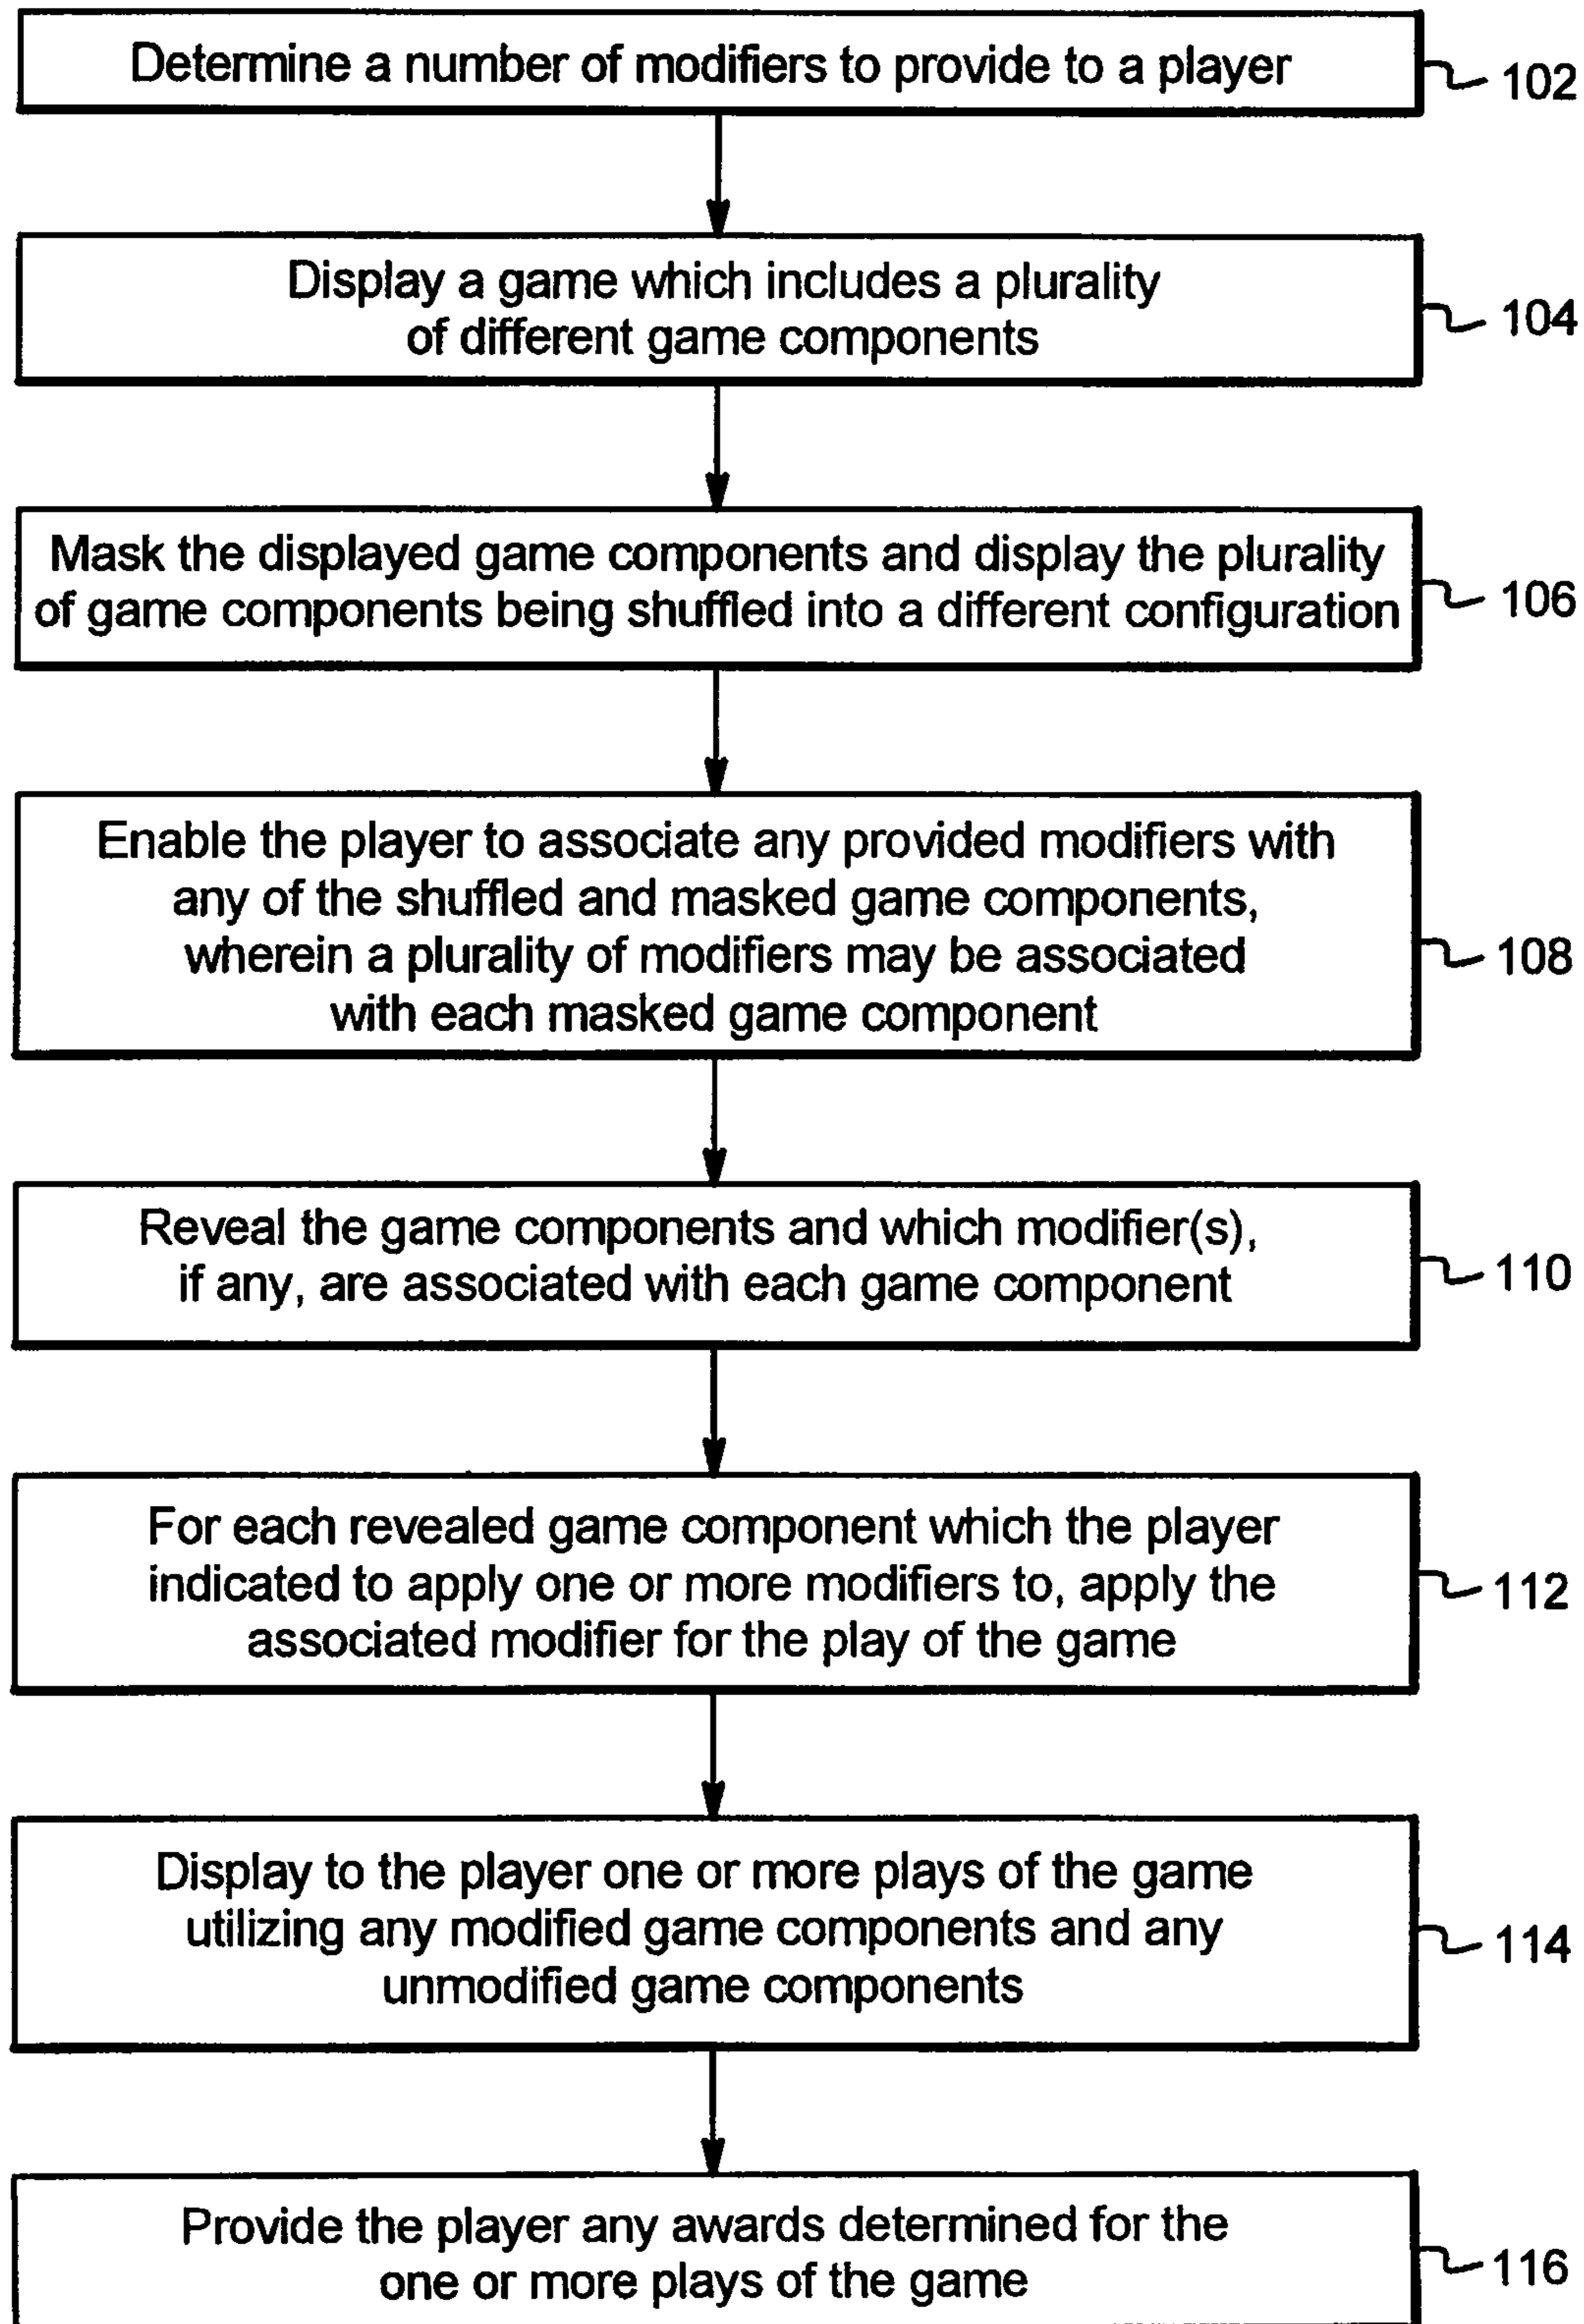 Determine a number of modifiers to provide to a player
102
Display a game which includes a plurality
of different game components
104
Mask the displayed game components and display the plurality
of game components being shuffled into a different configuration
106
Enable the player to associate any provided modifiers with
any of the shuffled and masked game components,
wherein a plurality of modifiers may be associated
with each masked game component
108
Reveal the game components and which modifier(s),
if any, are associated with each game component
110
For each revealed game component which the player
indicated to apply one or more modifiers to, apply the
associated modifier for the play of the game
112
Display to the player one or more plays of the game
utilizing any modified game components and any
unmodified game components
114
Provide the player any awards determined for the
one or more plays of the game
116